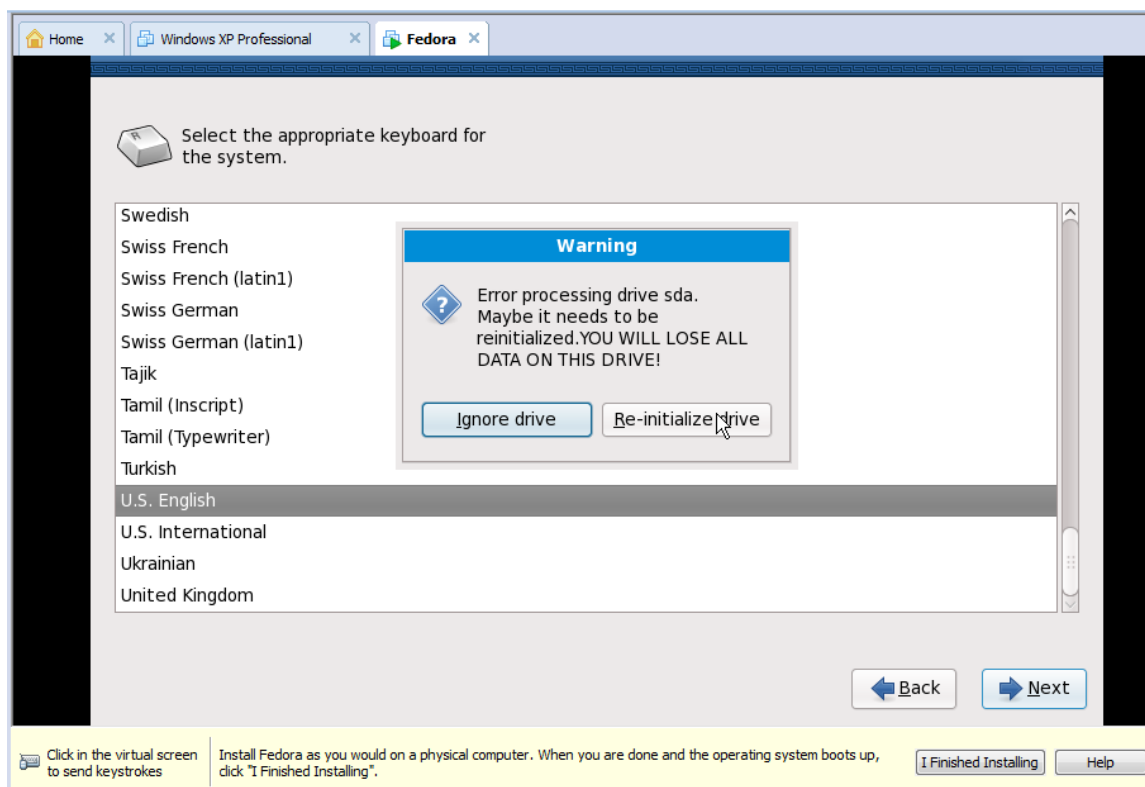 Home
Windows XP Professional
Fedora
Select the appropriate keyboard for
the system.
Swedish
Swiss French
Swiss French (latin1)
Swiss German
Swiss German (latin1)
Tajik
Tamil (Inscript)
Tamil (Typewriter)
Turkish
U.S. English
U.S. International
Ukrainian
United Kingdom
Warning
Error processing drive sda.
Maybe it needs to be
reinitialized.YOU WILL LOSE ALL
DATA ON THIS DRIVE!
Ignore drive
Re-initialize drive
Back
Next
Click in the virtual screen
to send keystrokes
Install Fedora as you would on a physical computer. When you are done and the operating system boots up,
click "I Finished Installing".
I Finished Installing
Help